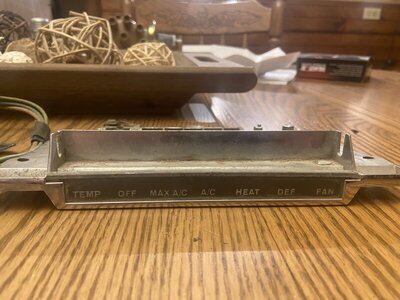 TEMP OFF MAX A/C A/C HEAT DEF FAN